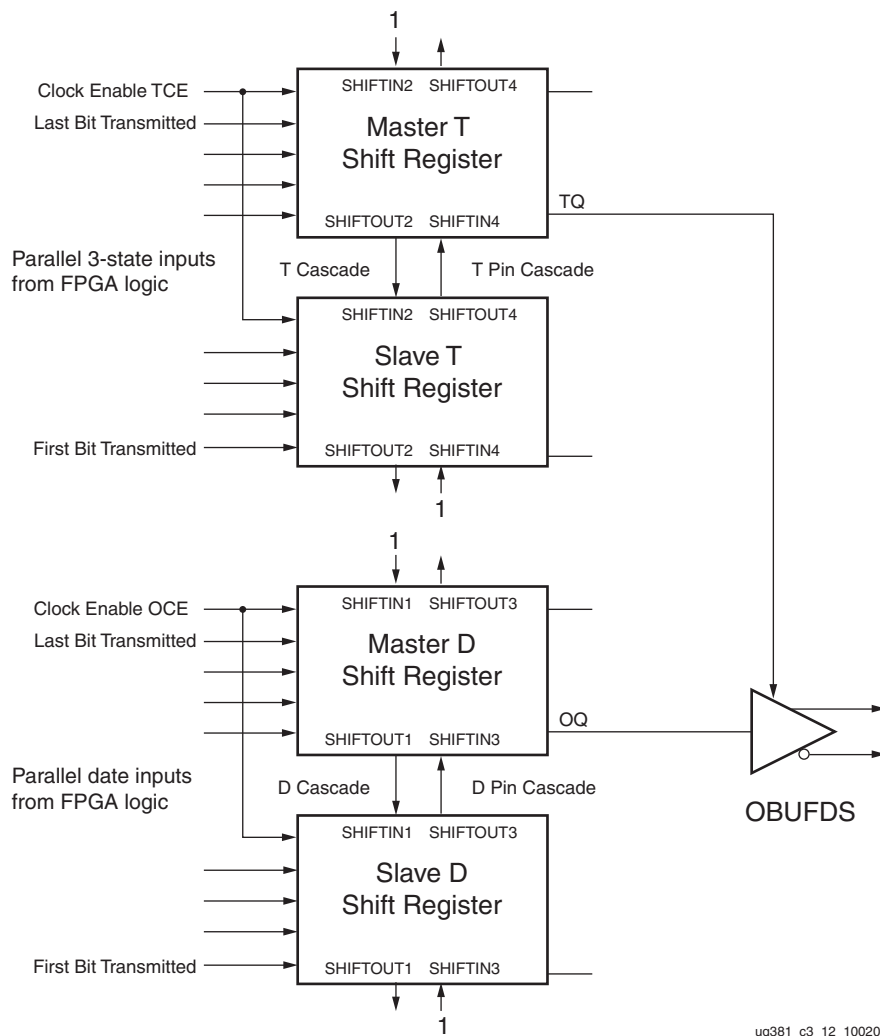 1
SHIFTIN2 SHIFTOUT4
Clock Enable TCE
Last Bit Transmitted
Master T
Shift Register
TQ
SHIFTOUT2 SHIFTIN4
Parallel 3-state inputs
from FPGA logic
T Cascade
T Pin Cascade
SHIFTIN2 SHIFTOUT4
Slave T
Shift Register
First Bit Transmitted
SHIFTOUT2 SHIFTIN4
1
1
SHIFTIN1 SHIFTOUT3
Clock Enable OCE
Last Bit Transmitted
Master D
Shift Register
OQ
SHIFTOUT1 SHIFTIN3
Parallel date inputs
from FPGA logic
D Cascade
D Pin Cascade
OBUFDS
SHIFTIN1 SHIFTOUT3
Slave D
Shift Register
First Bit Transmitted
SHIFTOUT1 SHIFTIN3
1
ug381_c3_12_10020